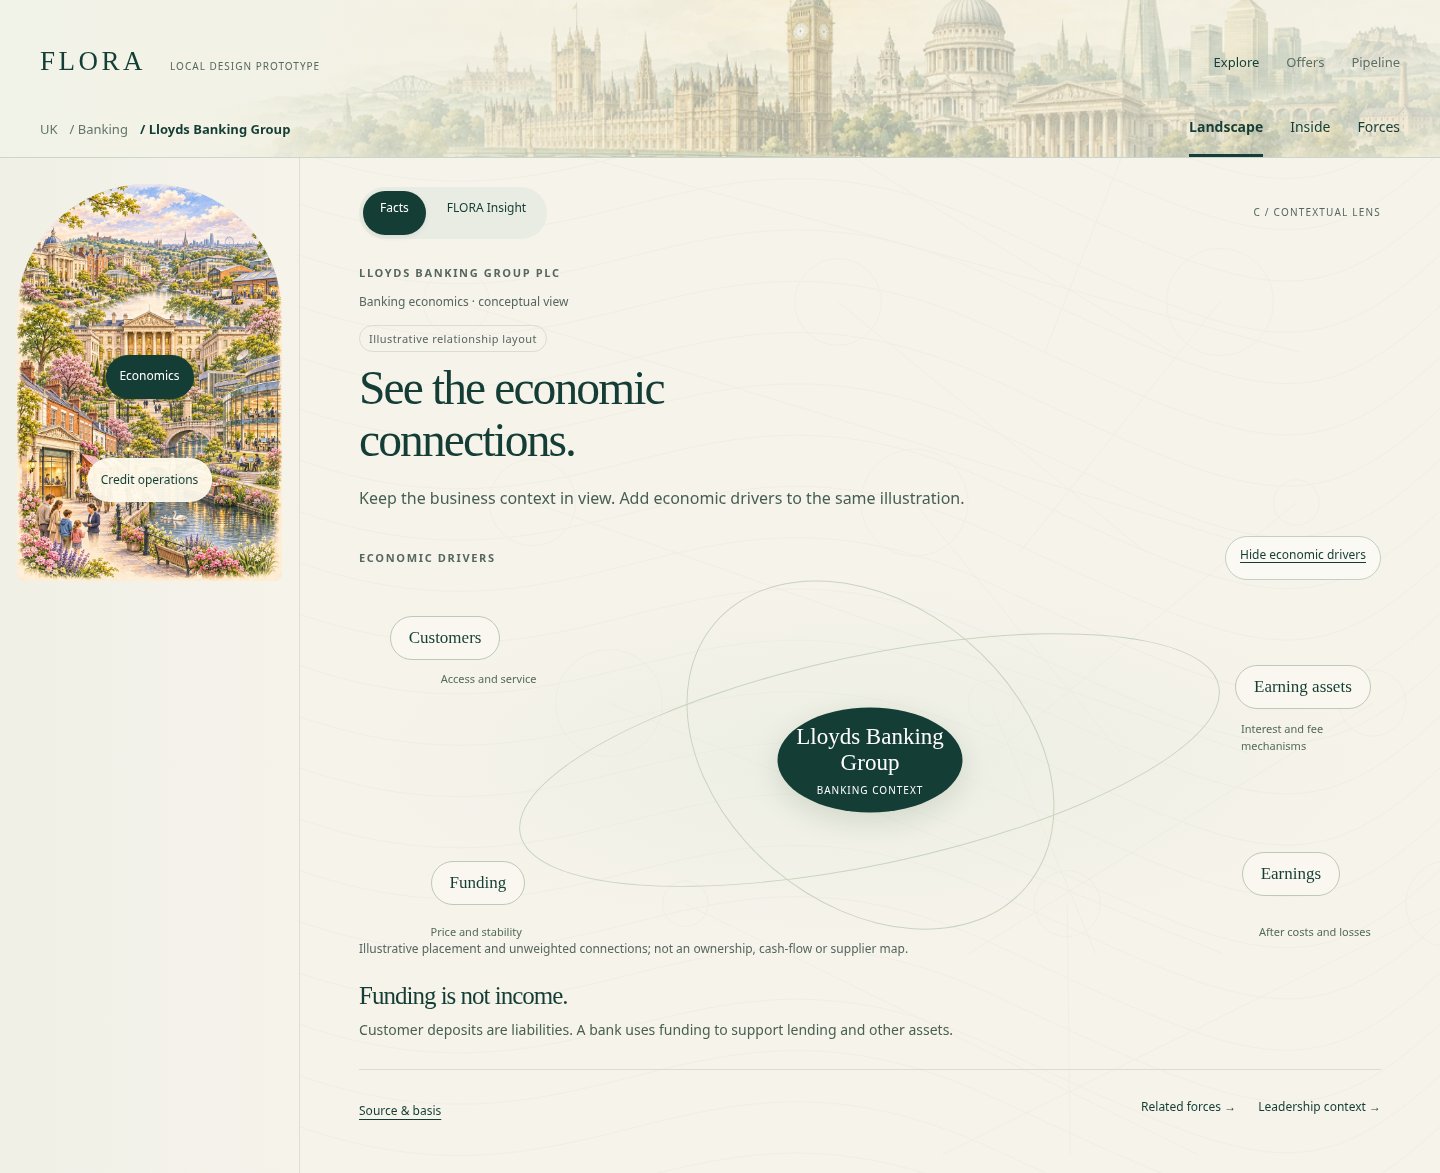 FLORA
LOCAL DESIGN PROTOTYPE
Explore
Offers
Pipeline
UK / Banking / Lloyds Banking Group
Landscape
Inside
Forces
Economics
Credit operations
Facts
FLORA Insight
C / CONTEXTUAL LENS
LLOYDS BANKING GROUP PLC
Banking economics · conceptual view
Illustrative relationship layout
See the economic
connections.
Keep the business context in view. Add economic drivers to the same illustration.
ECONOMIC DRIVERS
Hide economic drivers
Customers
Access and service
Earning assets
Interest and fee
mechanisms
Lloyds Banking
Group
BANKING CONTEXT
Funding
Price and stability
Earnings
After costs and losses
Illustrative placement and unweighted connections; not an ownership, cash-flow or supplier map.
Funding is not income.
Customer deposits are liabilities. A bank uses funding to support lending and other assets.
Source & basis
Related forces →
Leadership context →